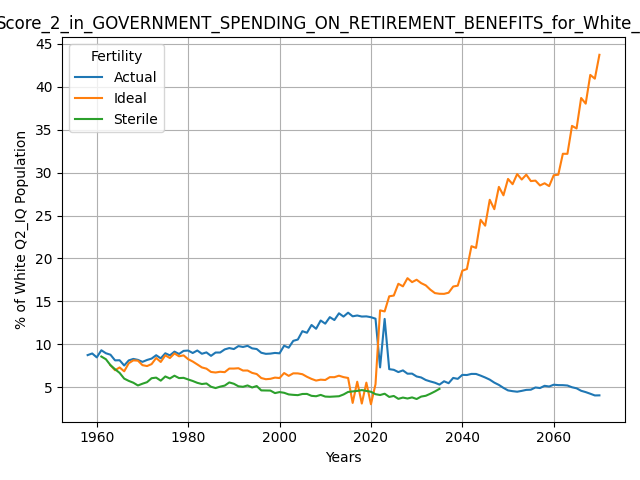 Score_2_in_GOVERNMENT_SPENDING_ON_RETIREMENT_BENEFITS_for_White_
Fertility
Actual
Ideal
Sterile
% of White Q2_IQ Population
45
40
35
30
25
20
15
10
5
1960 1980 2000 2020 2040 2060
Years